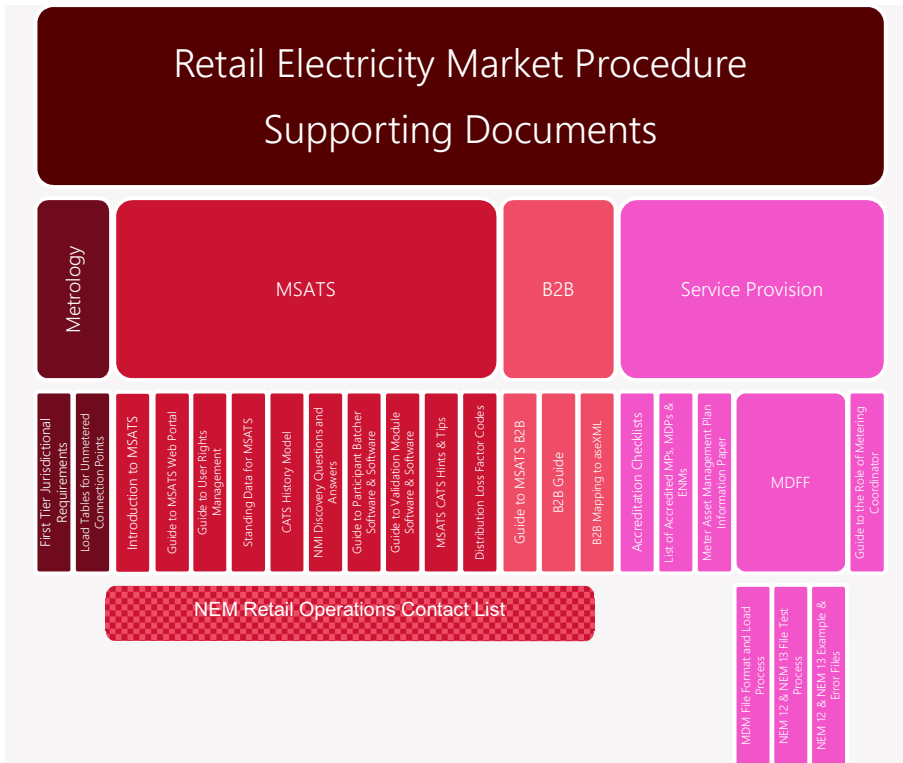 Retail Electricity Market Procedure
Supporting Documents
Metrology
MSATS
B2B
Service Provision
First Tier Jurisdictional
Requirements
Load Tables for Unmetered
Connection Points
Introduction to MSATS
Guide to MSATS Web Portal
Guide to User Rights
Management
Standing Data for MSATS
CATS History Model
NMI Discovery Questions and
Answers
Guide to Participant Batcher
Software & Software
Guide to Validation Module
Software & Software
MSATS CATS Hints & Tips
Distribution Loss Factor Codes
Guide to MSATS B2B
B2B Guide
B2B Mapping to aseXML
Accreditation Checklists
List of Accredited MPs, MDPs &
ENMs
Meter Asset Management Plan
Information Paper
MDFF
Guide to the Role of Metering
Coordinator
NEM Retail Operations Contact List
MDM File Format and Load
Process
NEM 12 & NEM 13 File Test
Process
NEM 12 & NEM 13 Example &
Error Files